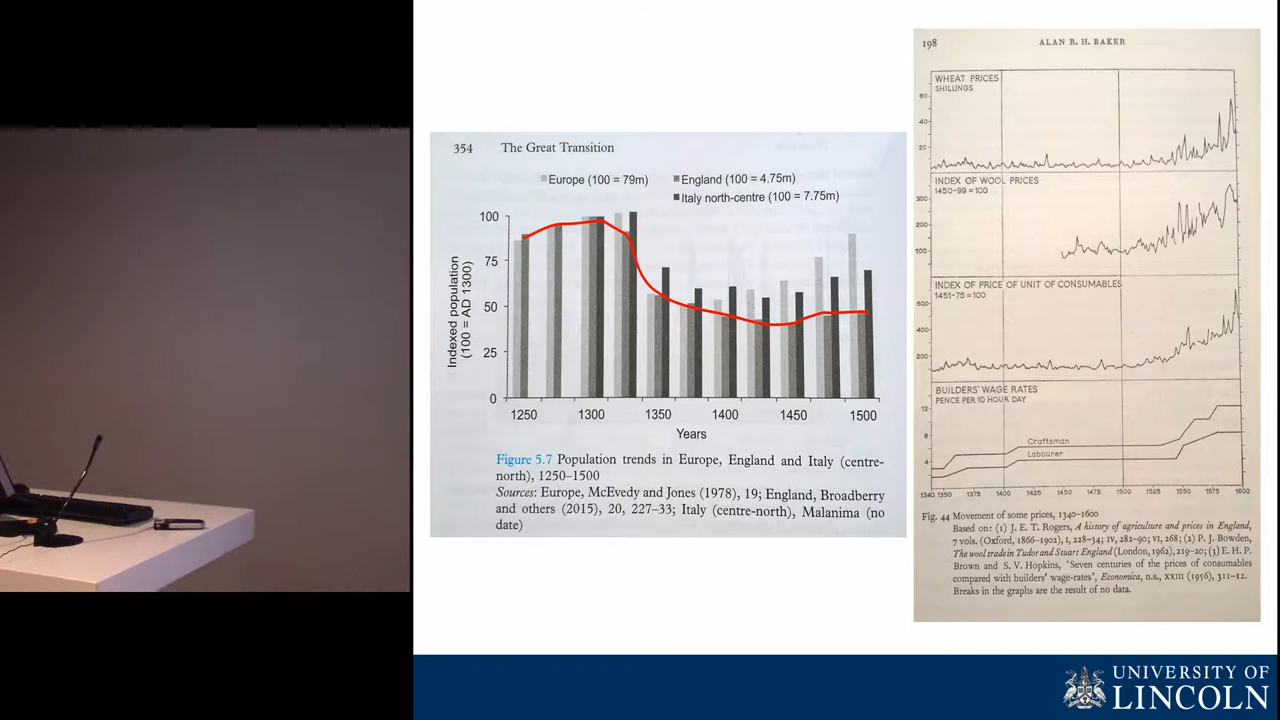 354 The Great Transition
Europe (100 = 79m)
England (100 = 4.75m)
Italy north-centre (100 = 7.75m)
Indexed population
(100 = AD 1300)
100
75
50
25
0
1250 1300 1350 1400 1450 1500
Years
Figure 5.7 Population trends in Europe, England and Italy (centre-
north), 1250–1500
Sources: Europe, McEvedy and Jones (1978), 19; England, Broadberry
and others (2015), 20, 227–33; Italy (centre-north), Malanima (no
date)
198 ALAN R. H. BAKER
WHEAT PRICES
SHILLINGS
60
40
20
INDEX OF WOOL PRICES
1450-99 = 100
300
200
100
INDEX OF PRICE OF UNIT OF CONSUMABLES
1451-75 = 100
600
400
200
BUILDERS' WAGE RATES
PENCE PER 10 HOUR DAY
12
8
4
Craftsman
Labourer
1340 1350 1375 1400 1425 1450 1475 1500 1525 1550 1575 1600
Fig. 44 Movement of some prices, 1340–1600
Based on: (1) J. E. T. Rogers, A history of agriculture and prices in England,
7 vols. (Oxford, 1866–1902), I, 228–34; IV, 282–90; VI, 268; (2) P. J. Bowden,
The wool trade in Tudor and Stuart England (London, 1962), 219–20; (3) E. H. P.
Brown and S. V. Hopkins, 'Seven centuries of the prices of consumables
compared with builders' wage-rates', Economica, n.s., XXIII (1956), 311–12.
Breaks in the graphs are the result of no data.
UNIVERSITY OF
LINCOLN